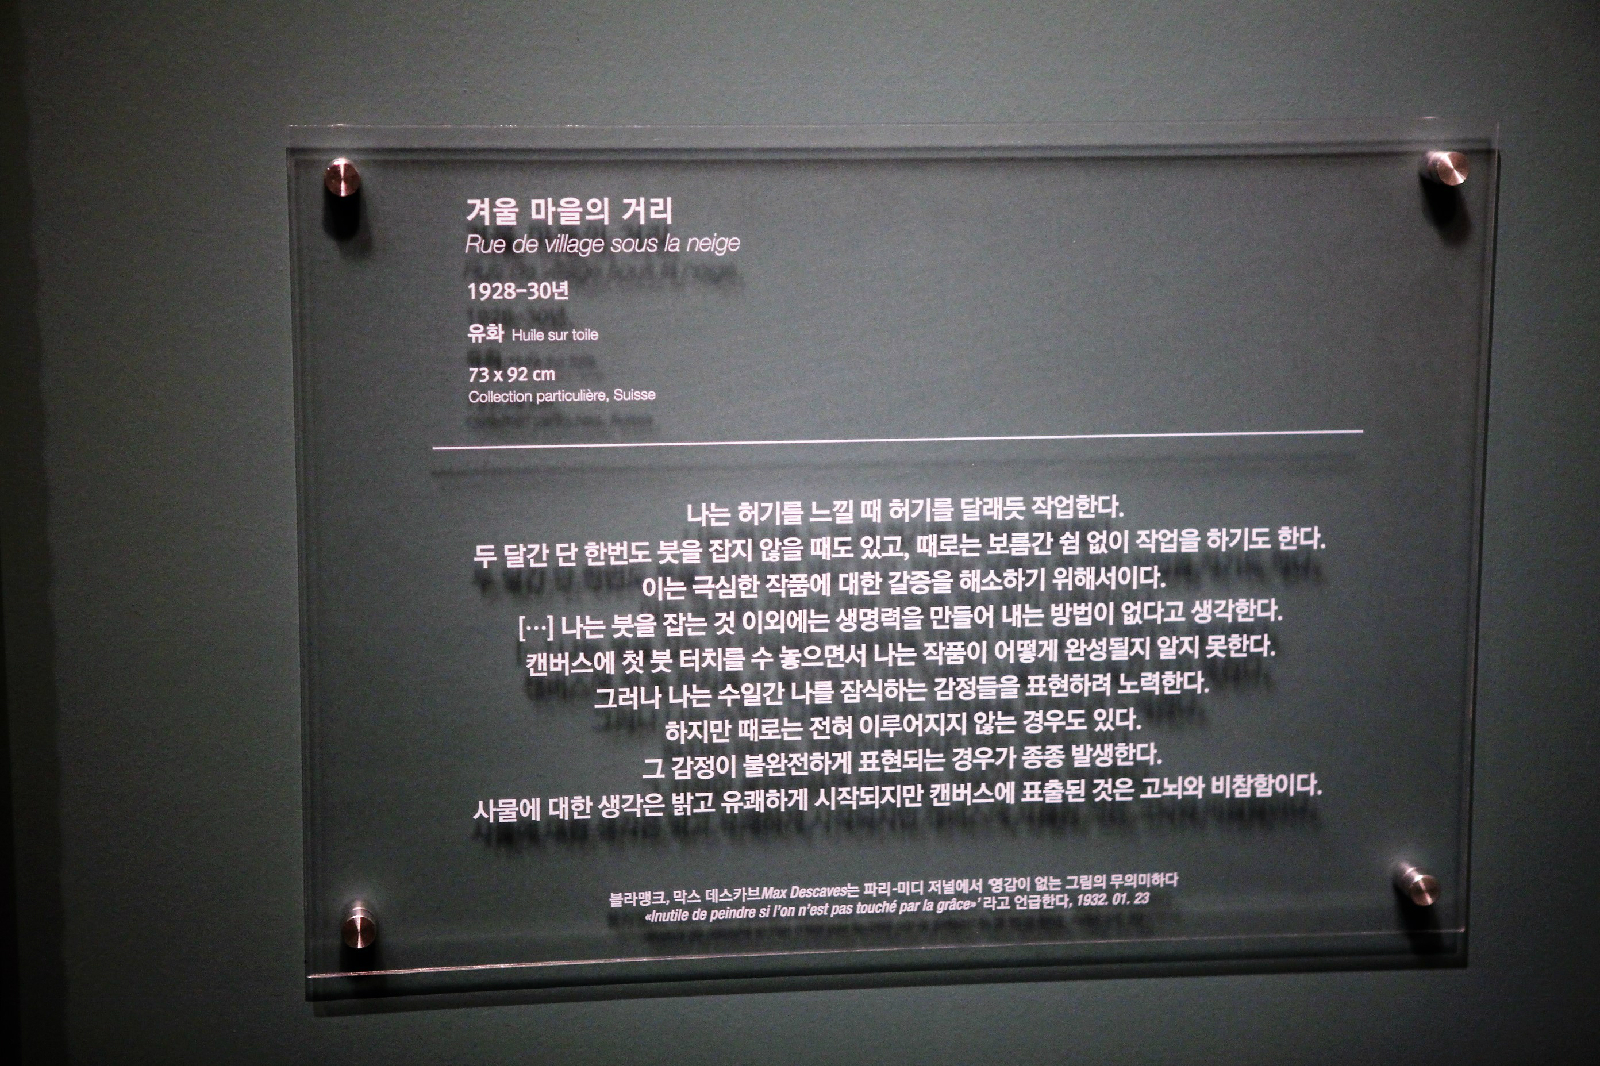 겨울 마을의 거리
Rue de village sous la neige
1928-30년
유화 Huile sur toile
73 x 92 cm
Collection particulière, Suisse
나는 허기를 느낄 때 허기를 달래듯 작업한다.
두 달간 단 한번도 붓을 잡지 않을 때도 있고, 때로는 보름간 쉼 없이 작업을 하기도 한다.
이는 극심한 작품에 대한 갈증을 해소하기 위해서이다.
[…] 나는 붓을 잡는 것 이외에는 생명력을 만들어 내는 방법이 없다고 생각한다.
캔버스에 첫 붓 터치를 수 놓으면서 나는 작품이 어떻게 완성될지 알지 못한다.
그러나 나는 수일간 나를 잠식하는 감정들을 표현하려 노력한다.
하지만 때로는 전혀 이루어지지 않는 경우도 있다.
그 감정이 불완전하게 표현되는 경우가 종종 발생한다.
사물에 대한 생각은 밝고 유쾌하게 시작되지만 캔버스에 표출된 것은 고뇌와 비참함이다.
블라맹크, 막스 데스카브Max Descaves는 파리-미디 저널에서 '영감이 없는 그림의 무의미하다
«Inutile de peindre si l'on n'est pas touché par la grâce»' 라고 언급한다, 1932. 01. 23